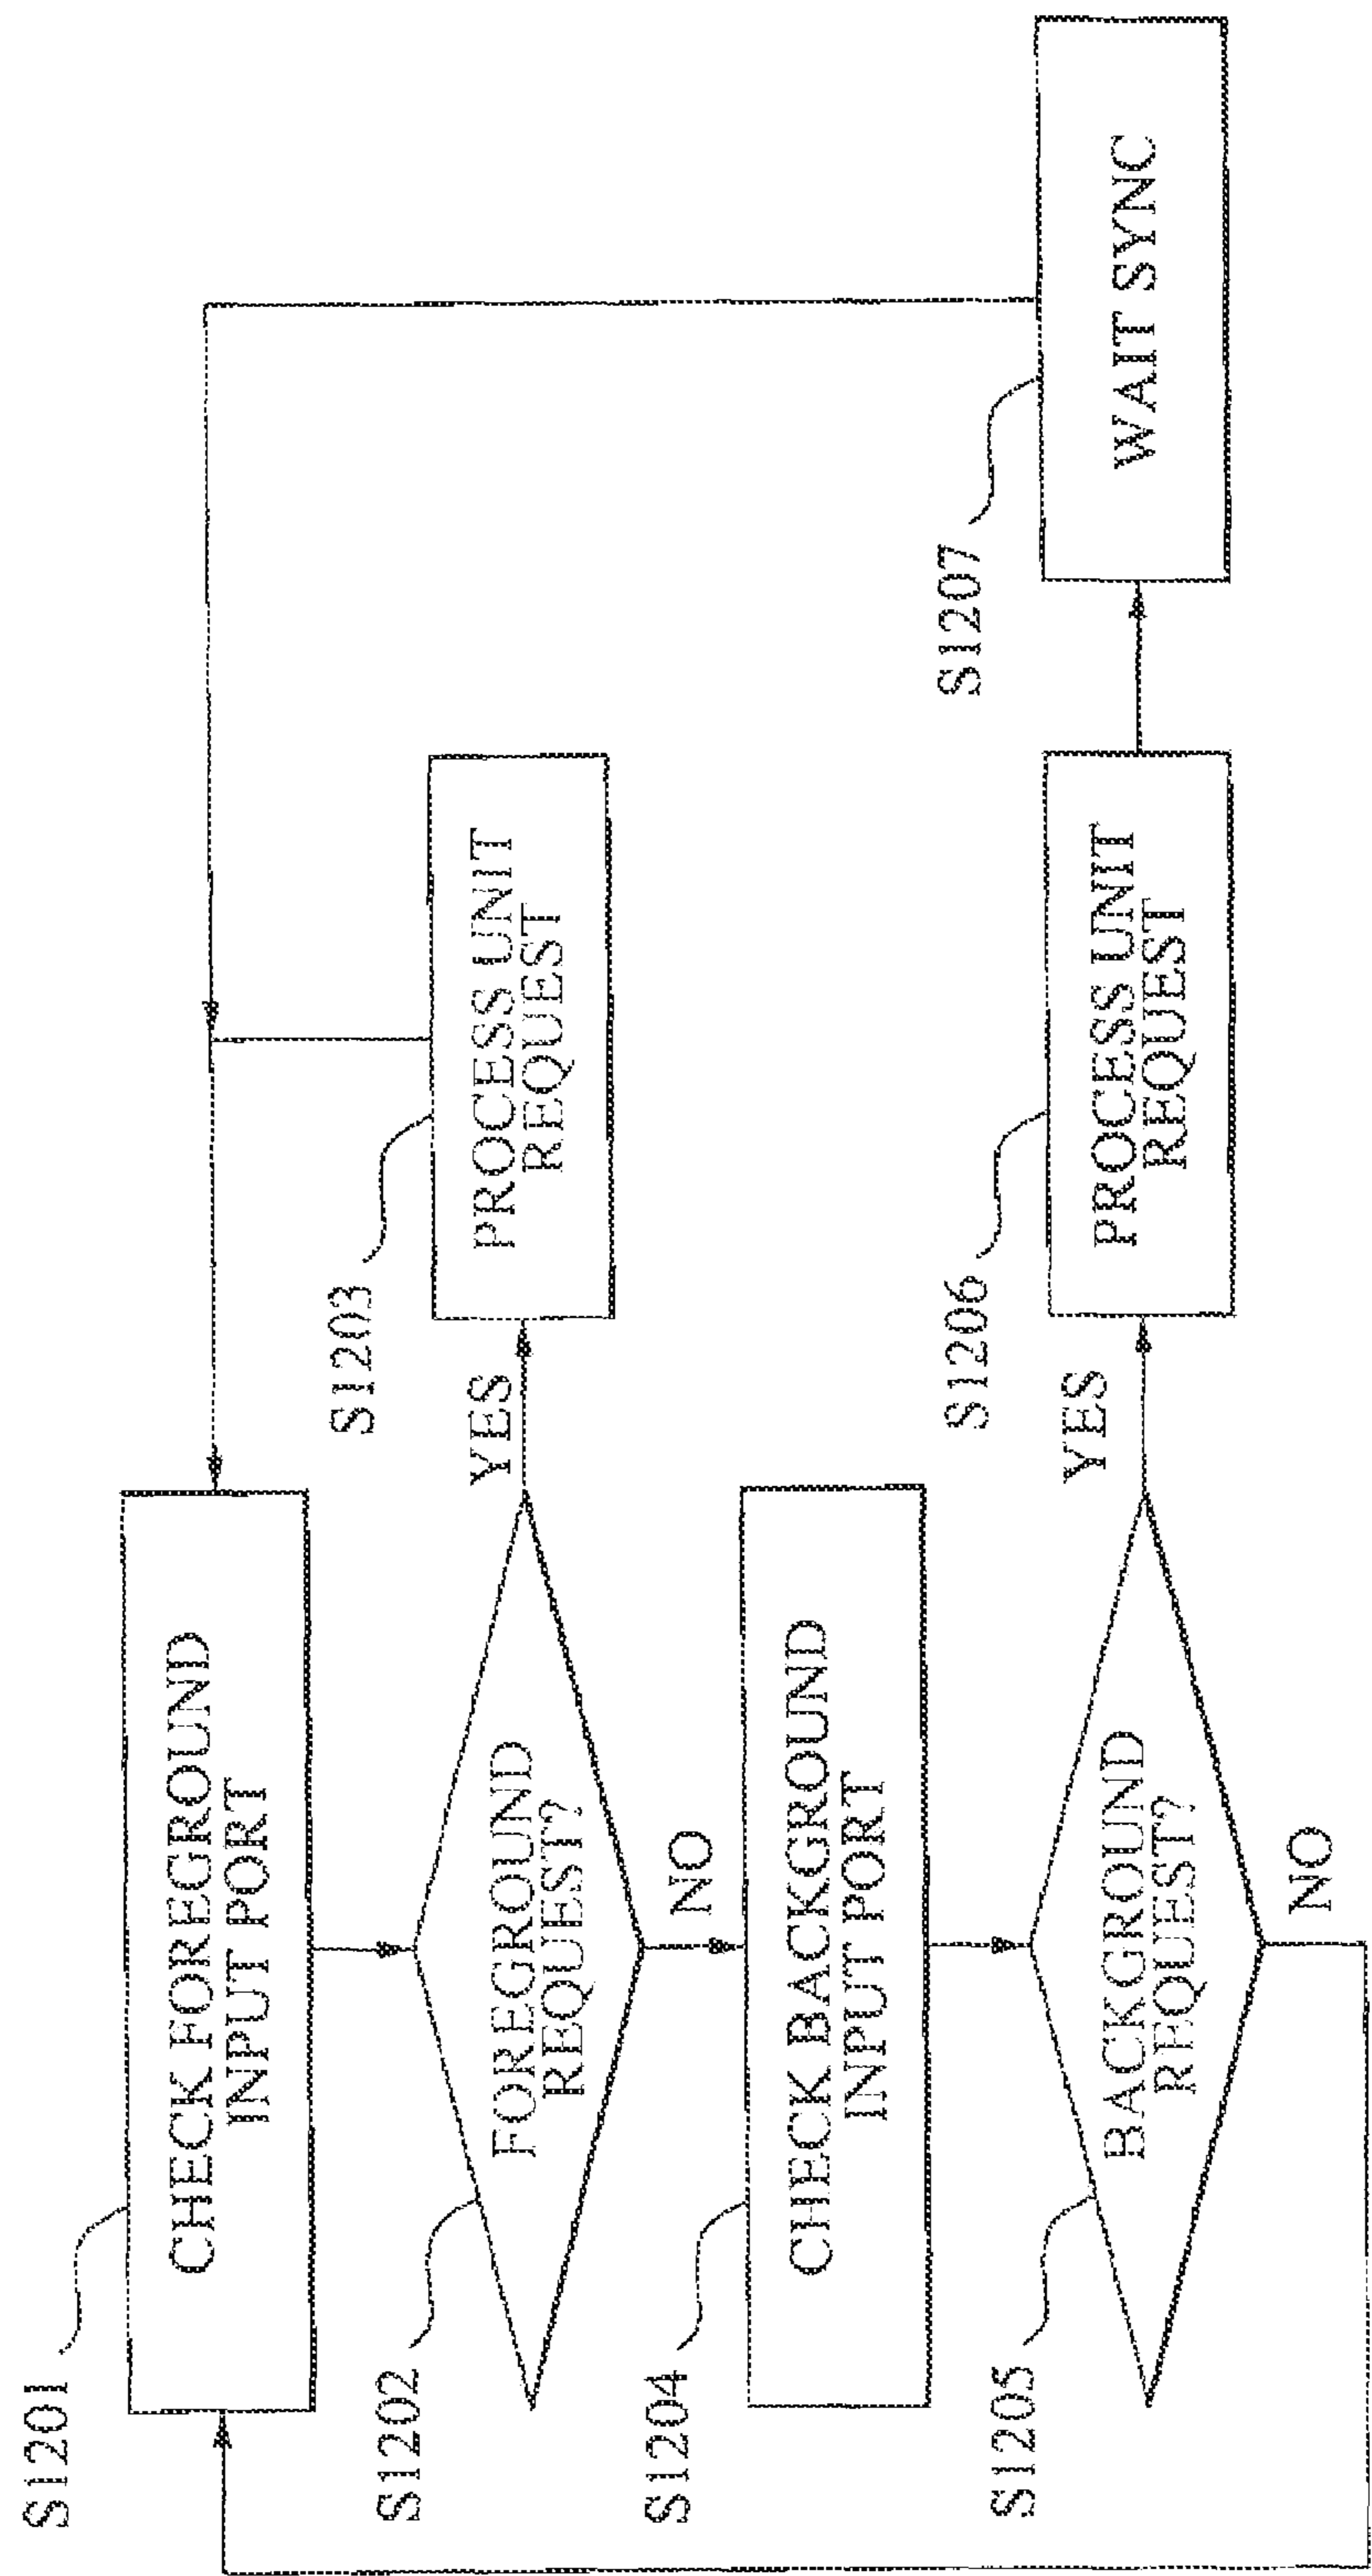 S1201
CHECK FOREGROUND
INPUT PORT
S1202
FOREGROUND
REQUEST?
YES
S1203
PROCESS UNIT
REQUEST
NO
S1204
CHECK BACKGROUND
INPUT PORT
S1205
BACKGROUND
REQUEST?
YES
S1206
PROCESS UNIT
REQUEST
S1207
WAIT SYNC
NO